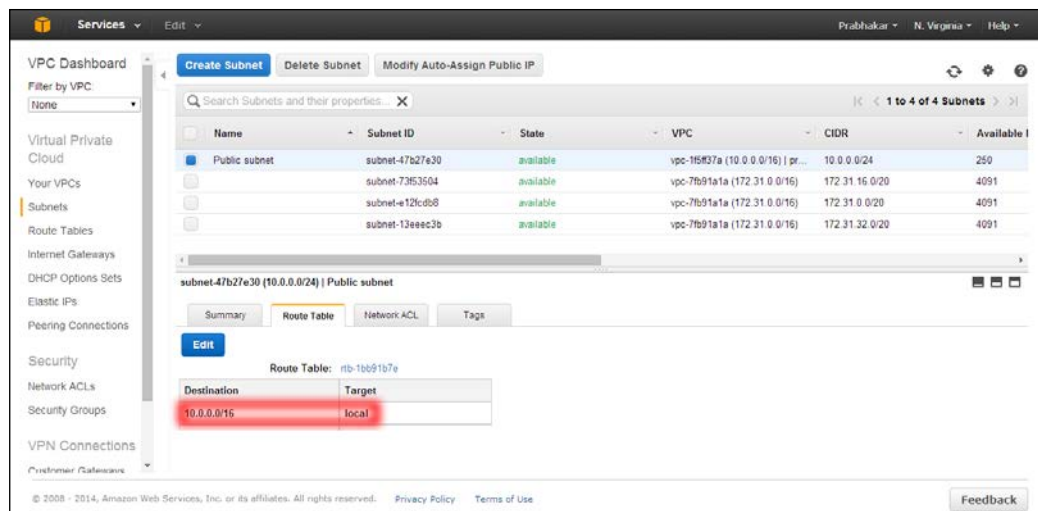 Services Edit Prabhakar N. Virginia Help
VPC Dashboard
Filter by VPC:
None
Virtual Private
Cloud
Your VPCs
Subnets
Route Tables
Internet Gateways
DHCP Options Sets
Elastic IPs
Peering Connections
Security
Network ACLs
Security Groups
VPN Connections
Customer Gateways
Create Subnet Delete Subnet Modify Auto-Assign Public IP
Search Subnets and their properties... X 1 to 4 of 4 Subnets
Name Subnet ID State VPC CIDR Available I
Public subnet subnet-47b27e30 available vpc-1f5ff37a (10.0.0.0/16) | pr... 10.0.0.0/24 250
subnet-73f53504 available vpc-7fb91a1a (172.31.0.0/16) 172.31.16.0/20 4091
subnet-e12fcdb8 available vpc-7fb91a1a (172.31.0.0/16) 172.31.0.0/20 4091
subnet-13eeec3b available vpc-7fb91a1a (172.31.0.0/16) 172.31.32.0/20 4091
subnet-47b27e30 (10.0.0.0/24) | Public subnet
Summary Route Table Network ACL Tags
Edit
Route Table: rtb-1bb91b7e
Destination Target
10.0.0.0/16 local
© 2008 - 2014, Amazon Web Services, Inc. or its affiliates. All rights reserved. Privacy Policy Terms of Use Feedback